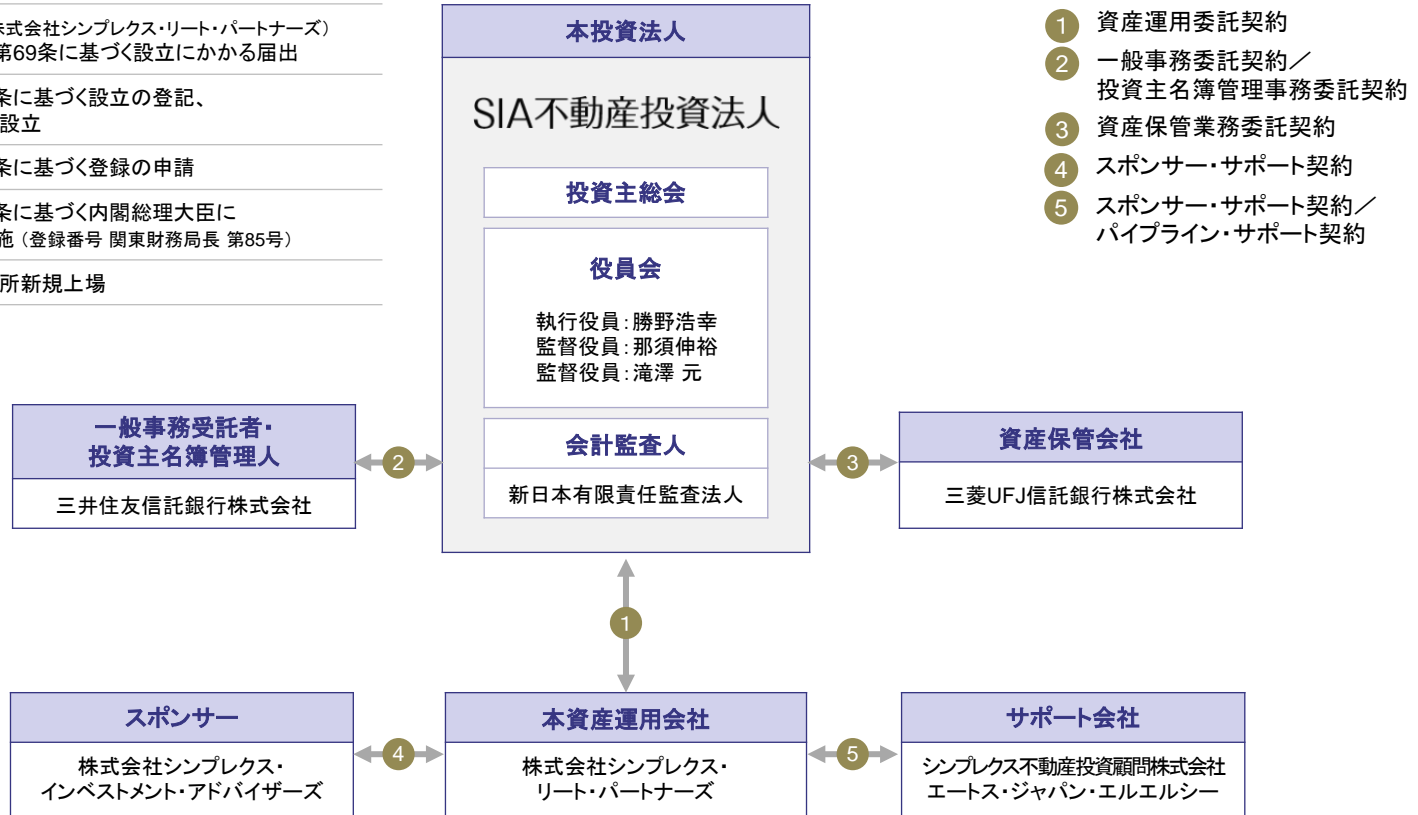 株式会社シンプレクス・リート・パートナーズ）
第69条に基づく設立にかかる届出
条に基づく設立の登記、
設立
条に基づく登録の申請
条に基づく内閣総理大臣に
施（登録番号 関東財務局長 第85号）
所新規上場
本投資法人
SIA不動産投資法人
投資主総会
役員会
執行役員：勝野浩幸
監督役員：那須伸裕
監督役員：滝澤 元
会計監査人
新日本有限責任監査法人
1 資産運用委託契約
2 一般事務委託契約／
投資主名簿管理事務委託契約
3 資産保管業務委託契約
4 スポンサー・サポート契約
5 スポンサー・サポート契約／
パイプライン・サポート契約
一般事務受託者・
投資主名簿管理人
三井住友信託銀行株式会社
2
3
資産保管会社
三菱UFJ信託銀行株式会社
1
スポンサー
株式会社シンプレクス・
インベストメント・アドバイザーズ
4
本資産運用会社
株式会社シンプレクス・
リート・パートナーズ
5
サポート会社
シンプレクス不動産投資顧問株式会社
エートス・ジャパン・エルエルシー